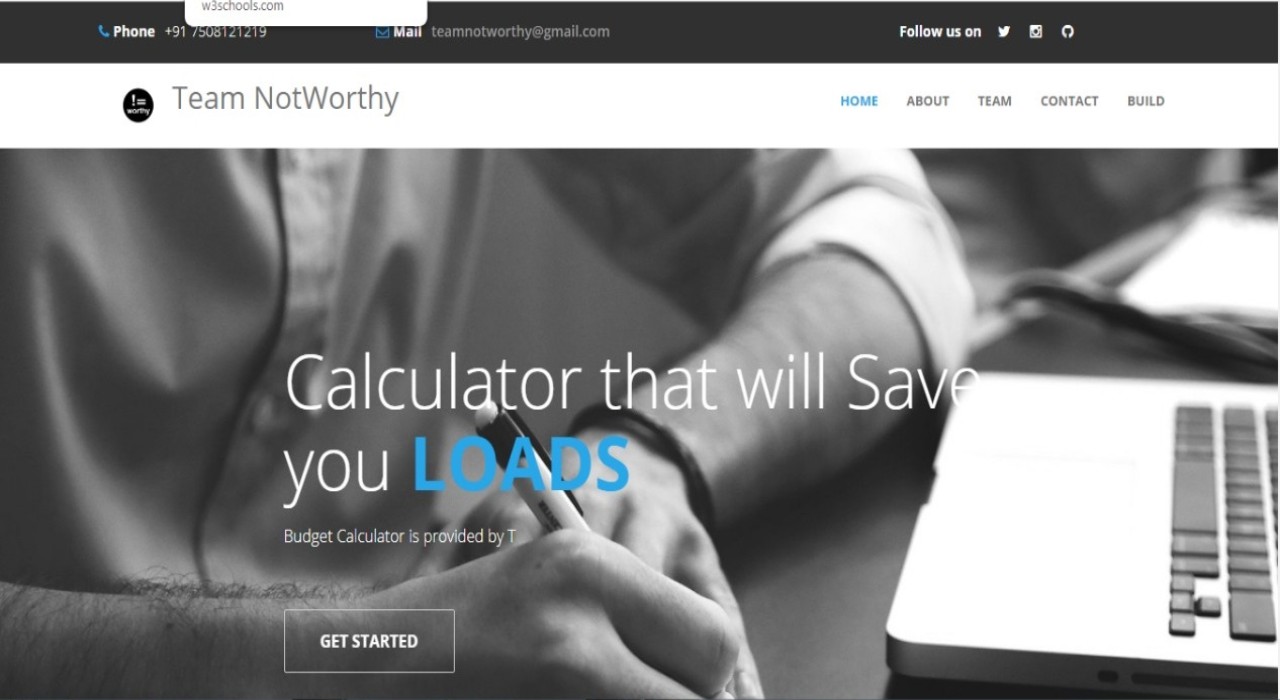 w3schools.com
Phone +91 7508121219 Mail teamnotworthy@gmail.com Follow us on
!=
worthy
Team NotWorthy
HOME ABOUT TEAM CONTACT BUILD
Calculator that will Save
you LOADS
Budget Calculator is provided by T
GET STARTED